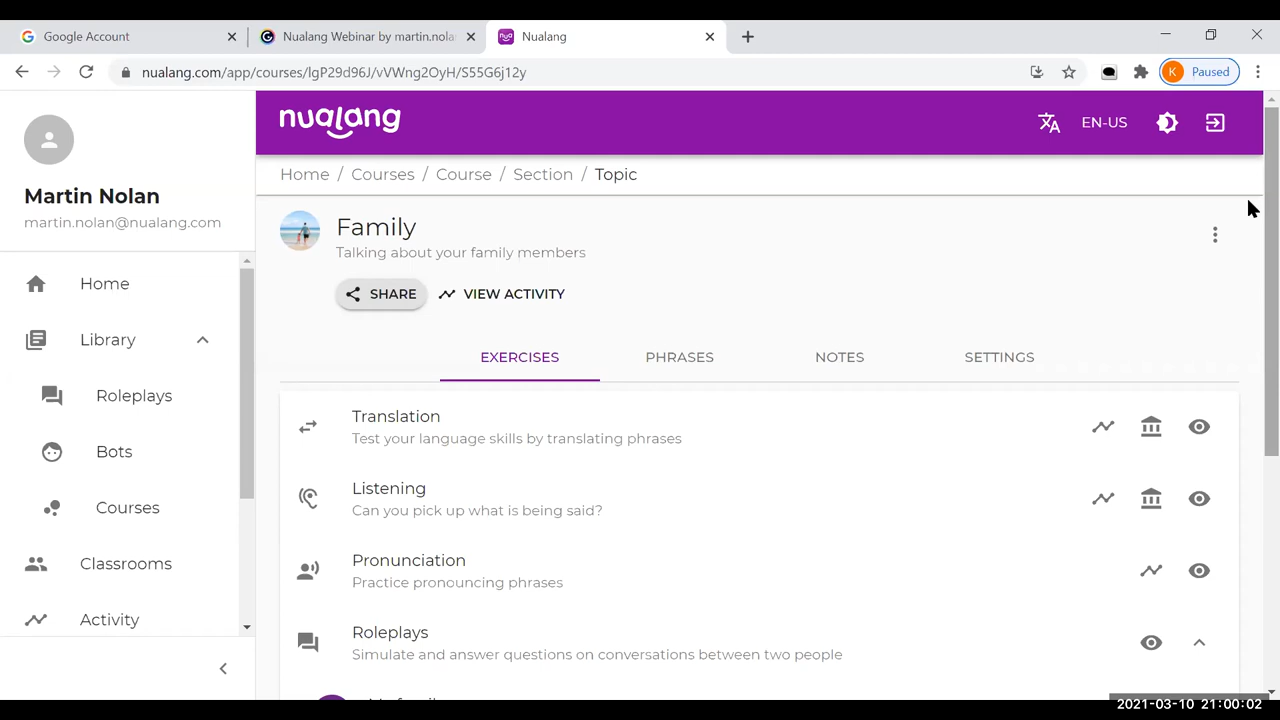 Google Account
Nualang Webinar by martin.nola
Nualang
nualang.com/app/courses/lgP29d96J/vVWng2OyH/S55G6j12y
K
Paused
nualang
EN-US
Martin Nolan
martin.nolan@nualang.com
Home
Library
Roleplays
Bots
Courses
Classrooms
Activity
Home / Courses / Course / Section / Topic
Family
Talking about your family members
SHARE
VIEW ACTIVITY
EXERCISES
PHRASES
NOTES
SETTINGS
Translation
Test your language skills by translating phrases
Listening
Can you pick up what is being said?
Pronunciation
Practice pronouncing phrases
Roleplays
Simulate and answer questions on conversations between two people
2021-03-10 21:00:02